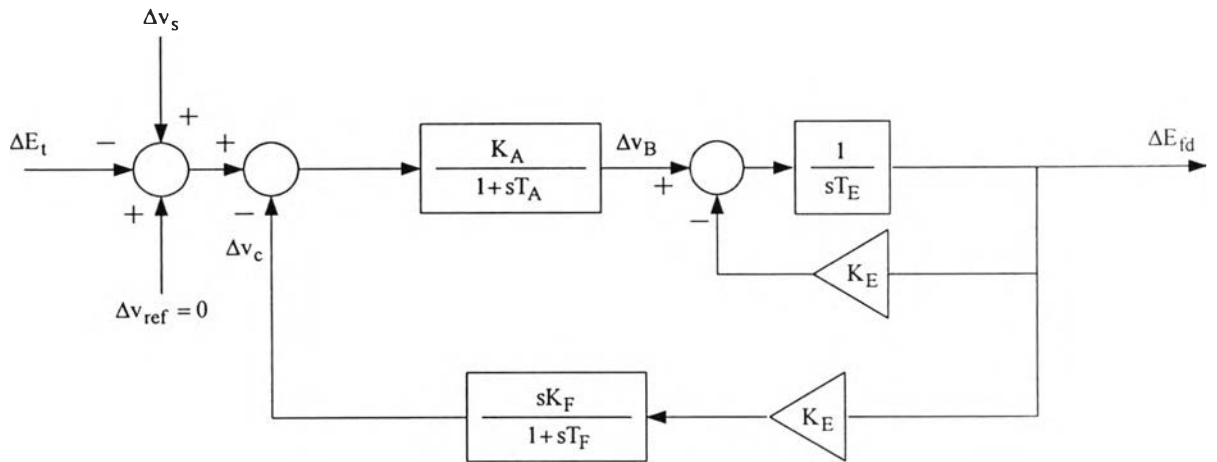 Δv_s
ΔE_t
−
+
+
−
+
Δv_ref = 0
Δv_c
K_A
1+sT_A
Δv_B
+
−
1
sT_E
ΔE_fd
K_E
sK_F
1+sT_F
K_E